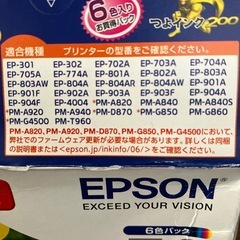 6色入り
お買得パック
つよインク200
適合機種 プリンターの型番をご確認ください。
EP-301 EP-302 EP-702A EP-703A EP-704A
EP-705A EP-774A EP-801A EP-802A EP-803A
EP-803AW EP-804A EP-804AR EP-804AW EP-901A
EP-901F EP-902A EP-903A EP-903F EP-904A
EP-904F EP-4004 *PM-A820 PM-A840 PM-A840S
*PM-A920 PM-A940 *PM-D870 *PM-G850 PM-G860
*PM-G4500 PM-T960
*PM-A820, PM-A920, PM-D870, PM-G850, PM-G4500において、
弊社でのファームウェア更新が必要な場合があります。詳しくは同梱
の説明書または<epson.jp/inkinfo/06/>をご確認ください。
EPSON
EXCEED YOUR VISION
6色パック